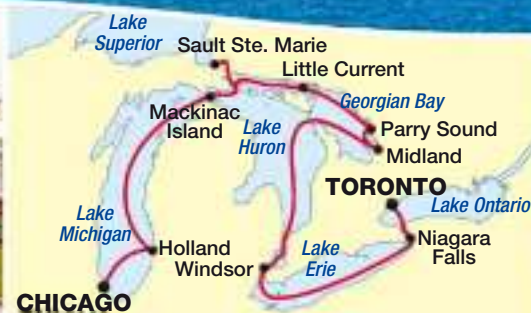 Lake
Superior
Sault Ste. Marie
Little Current
Mackinac
Island
Georgian Bay
Lake
Huron
Parry Sound
Midland
TORONTO
Lake Ontario
Lake
Michigan
Holland
Windsor
Lake
Erie
Niagara
Falls
CHICAGO